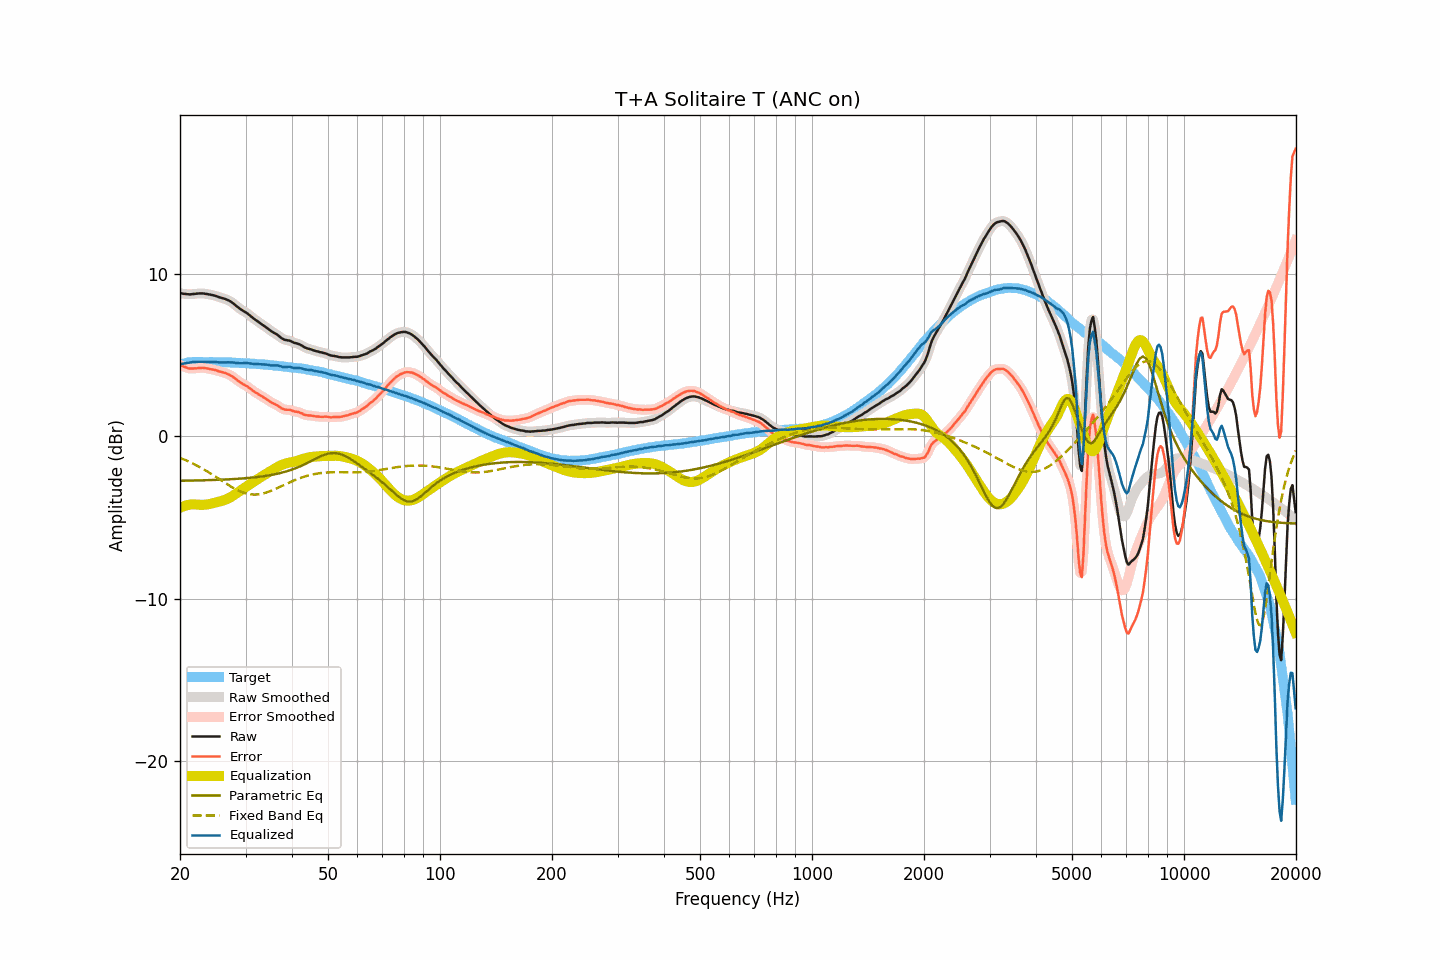 T+A Solitaire T (ANC on)
10
0
−10
−20
Amplitude (dBr)
Target
Raw Smoothed
Error Smoothed
Raw
Error
Equalization
Parametric Eq
Fixed Band Eq
Equalized
20 50 100 200 500 1000 2000 5000 10000 20000
Frequency (Hz)